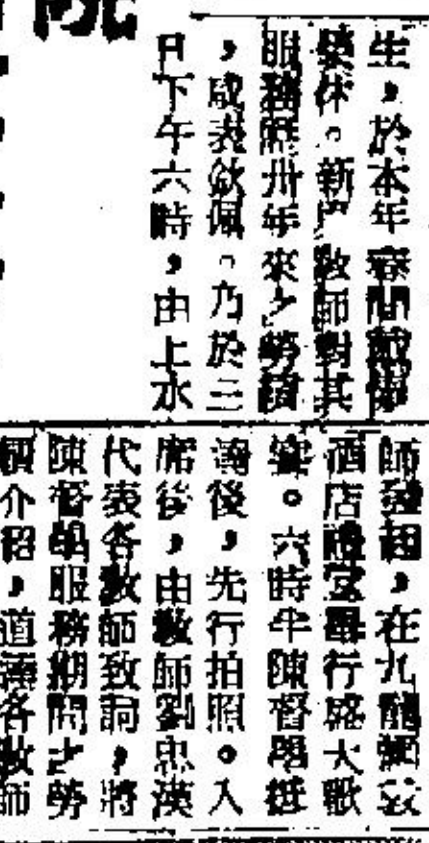 生，於本年春間
榮休。新界教師對其
服務卅年來之勞績
，咸表欽佩。乃於三
日下午六時，由上水
師發起，在九龍
酒店禮堂舉行盛大歡
宴。六時半陳督學抵
後，先行拍照。入
席後，由教師劉忠漢
代表各教師致詞，將
陳督學服務期間之勞
績介紹，道各教師